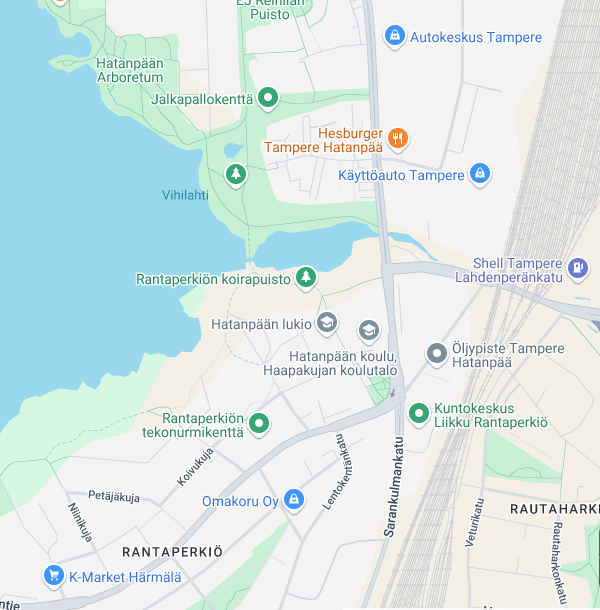 EJ Reinilän
Puisto
Autokeskus Tampere
Hatanpään
Arboretum
Jalkapallokenttä
Hesburger
Tampere Hatanpää
Käyttöauto Tampere
Vihilahti
Shell Tampere
Lahdenperänkatu
Rantaperkiön koirapuisto
Hatanpään lukio
Öljypiste Tampere
Hatanpää
Hatanpään koulu,
Haapakujan koulutalo
Kuntokeskus
Liikku Rantaperkiö
Rantaperkiön
tekonurmikenttä
Koivukuja
Lentokentänkatu
Sarankulmankatu
Petäjäkuja
Niinikuja
Omakoru Oy
Veturikatu
RAUTAHARK
Rautaharkonkatu
RANTAPERKIÖ
K-Market Härmälä
ntie